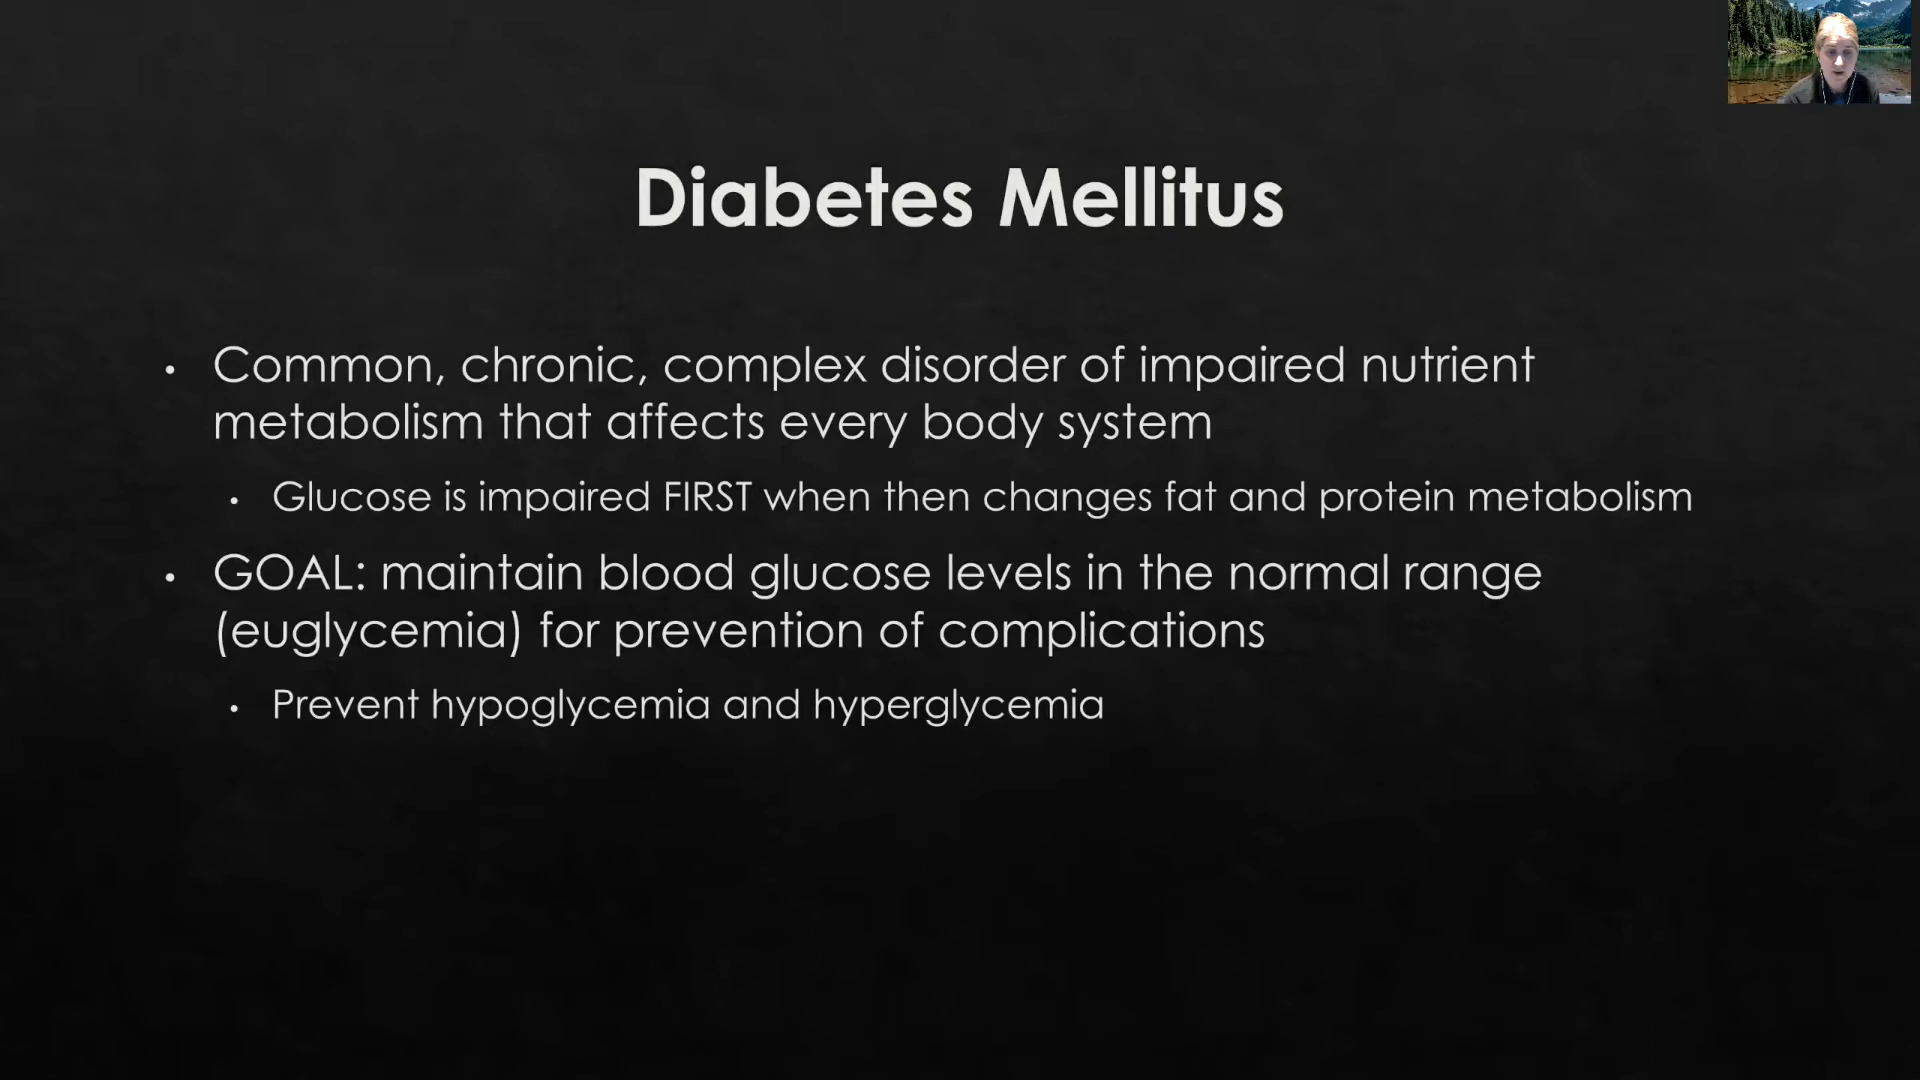 Diabetes Mellitus
• Common, chronic, complex disorder of impaired nutrient
metabolism that affects every body system
• Glucose is impaired FIRST when then changes fat and protein metabolism
• GOAL: maintain blood glucose levels in the normal range
(euglycemia) for prevention of complications
• Prevent hypoglycemia and hyperglycemia